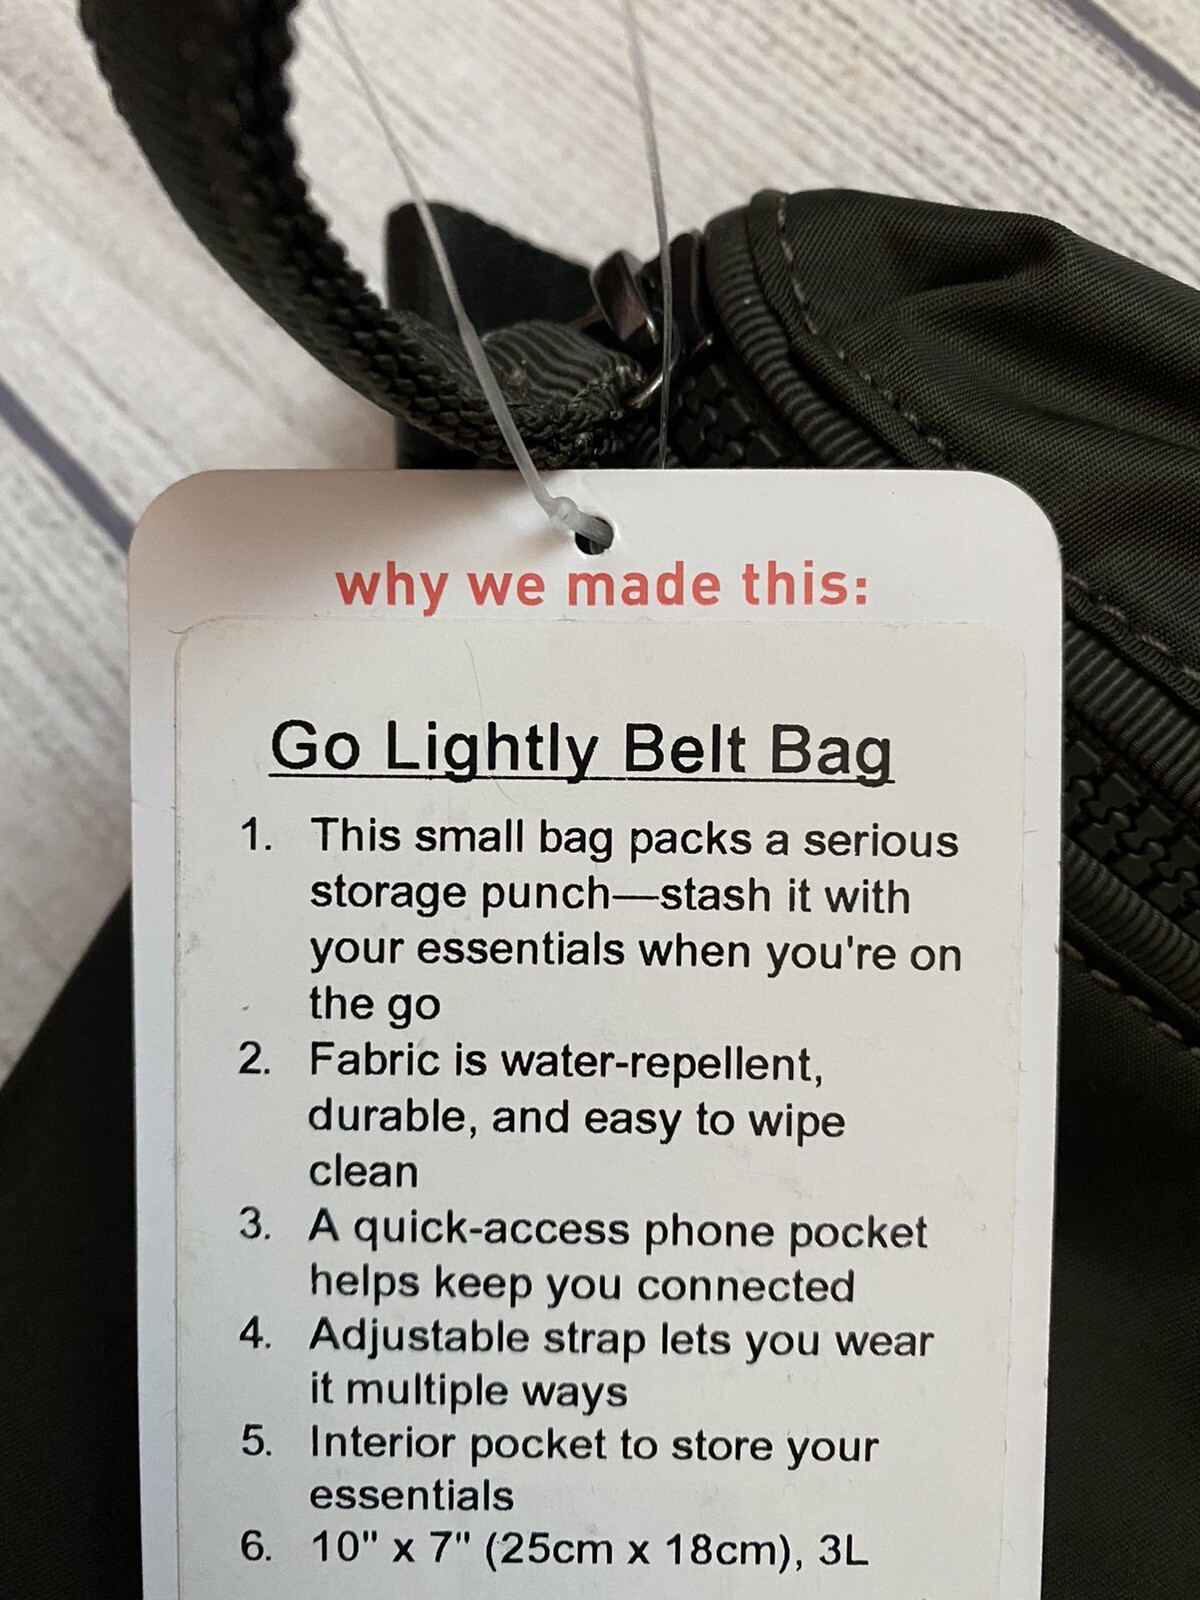 why we made this:
Go Lightly Belt Bag
1. This small bag packs a serious
storage punch—stash it with
your essentials when you're on
the go
2. Fabric is water-repellent,
durable, and easy to wipe
clean
3. A quick-access phone pocket
helps keep you connected
4. Adjustable strap lets you wear
it multiple ways
5. Interior pocket to store your
essentials
6. 10" x 7" (25cm x 18cm), 3L